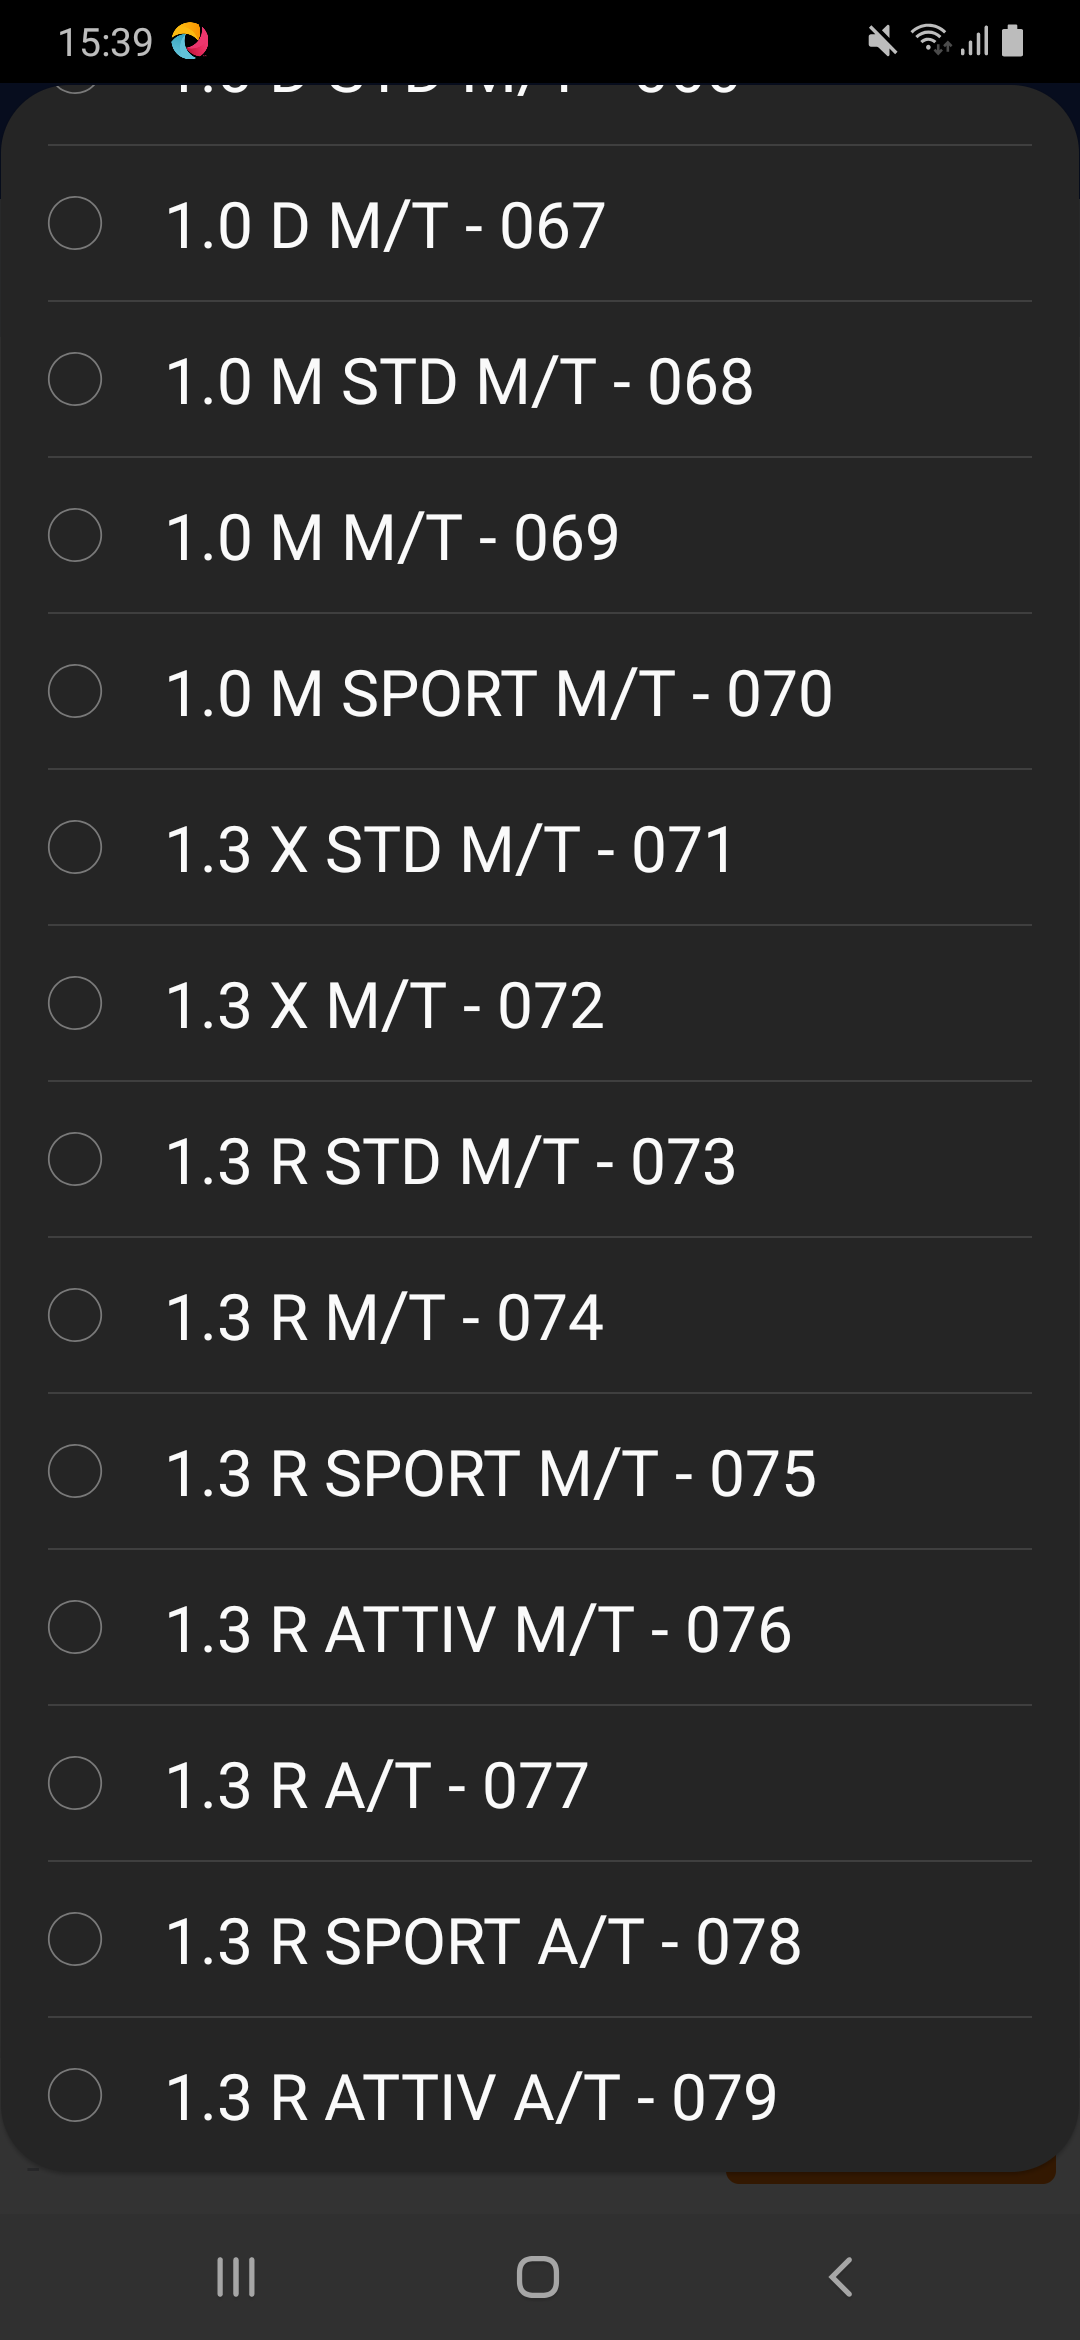 15:39
1.0 D M/T - 067
1.0 M STD M/T - 068
1.0 M M/T - 069
1.0 M SPORT M/T - 070
1.3 X STD M/T - 071
1.3 X M/T - 072
1.3 R STD M/T - 073
1.3 R M/T - 074
1.3 R SPORT M/T - 075
1.3 R ATTIV M/T - 076
1.3 R A/T - 077
1.3 R SPORT A/T - 078
1.3 R ATTIV A/T - 079